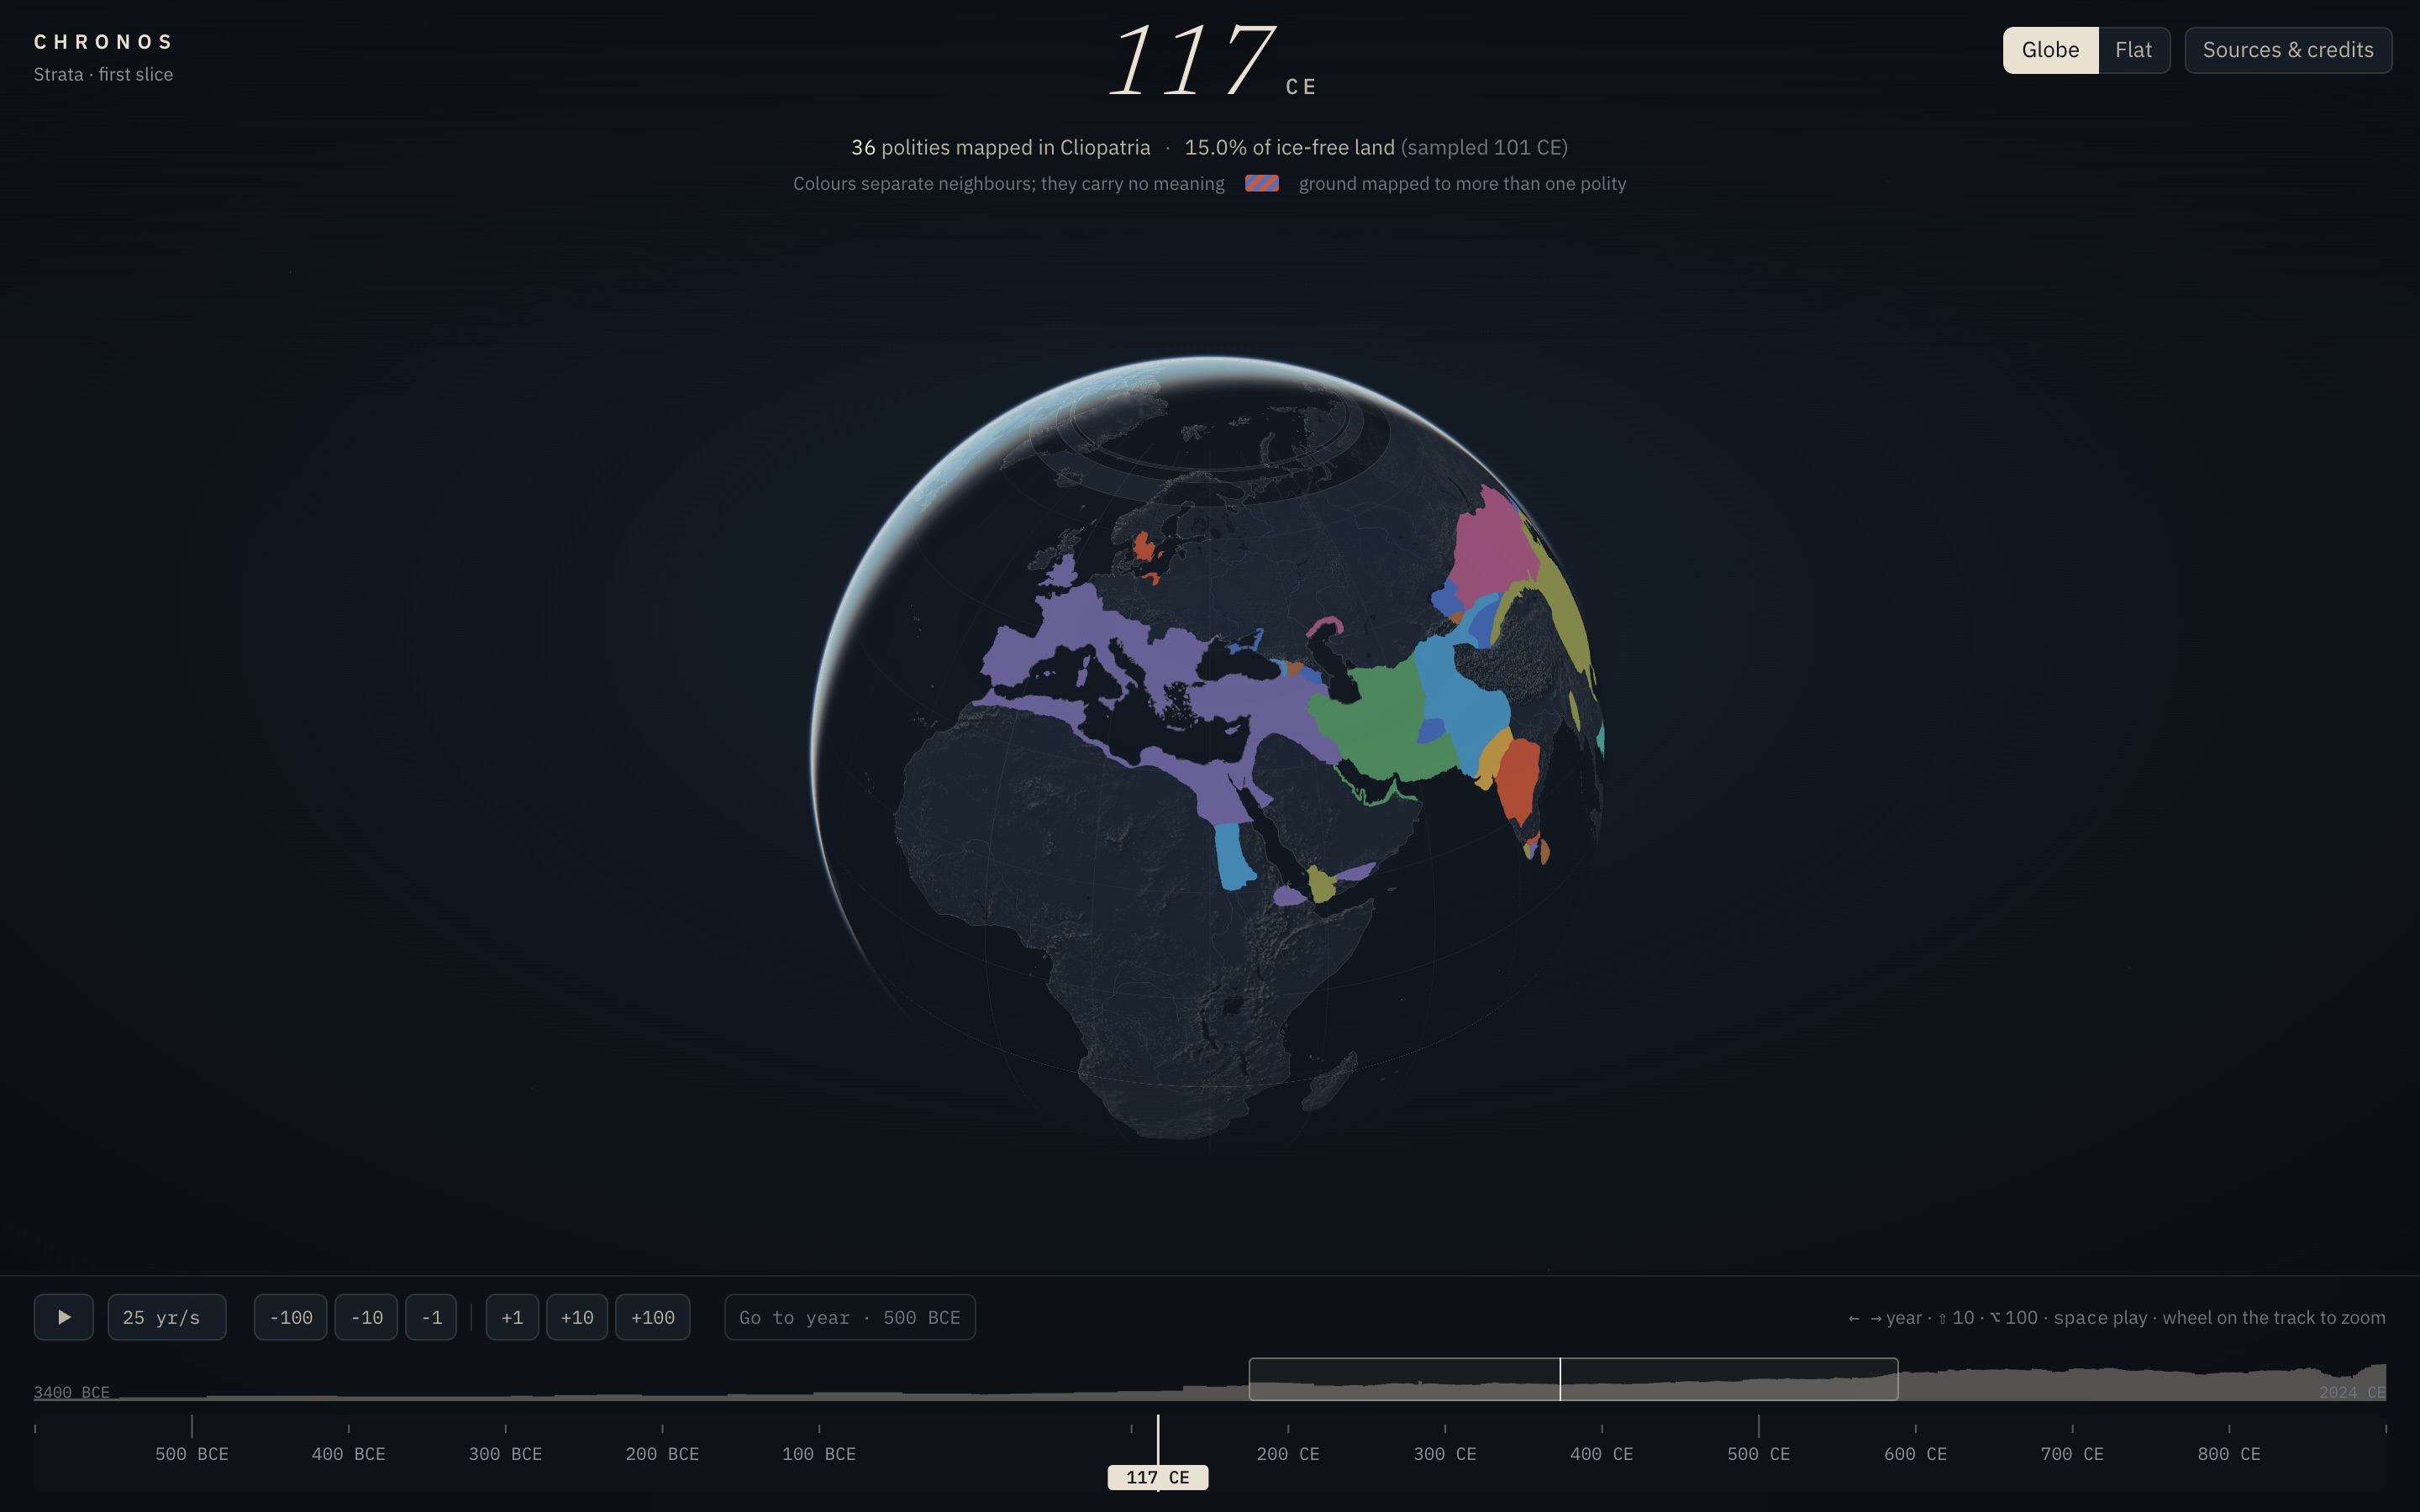 CHRONOS
Strata · first slice
117 CE
Globe Flat Sources & credits
36 polities mapped in Cliopatria · 15.0% of ice-free land (sampled 101 CE)
Colours separate neighbours; they carry no meaning ground mapped to more than one polity
25 yr/s -100 -10 -1 +1 +10 +100 Go to year · 500 BCE
← → year · ⇧ 10 · ⌥ 100 · space play · wheel on the track to zoom
3400 BCE 2024 CE
500 BCE 400 BCE 300 BCE 200 BCE 100 BCE 200 CE 300 CE 400 CE 500 CE 600 CE 700 CE 800 CE
117 CE